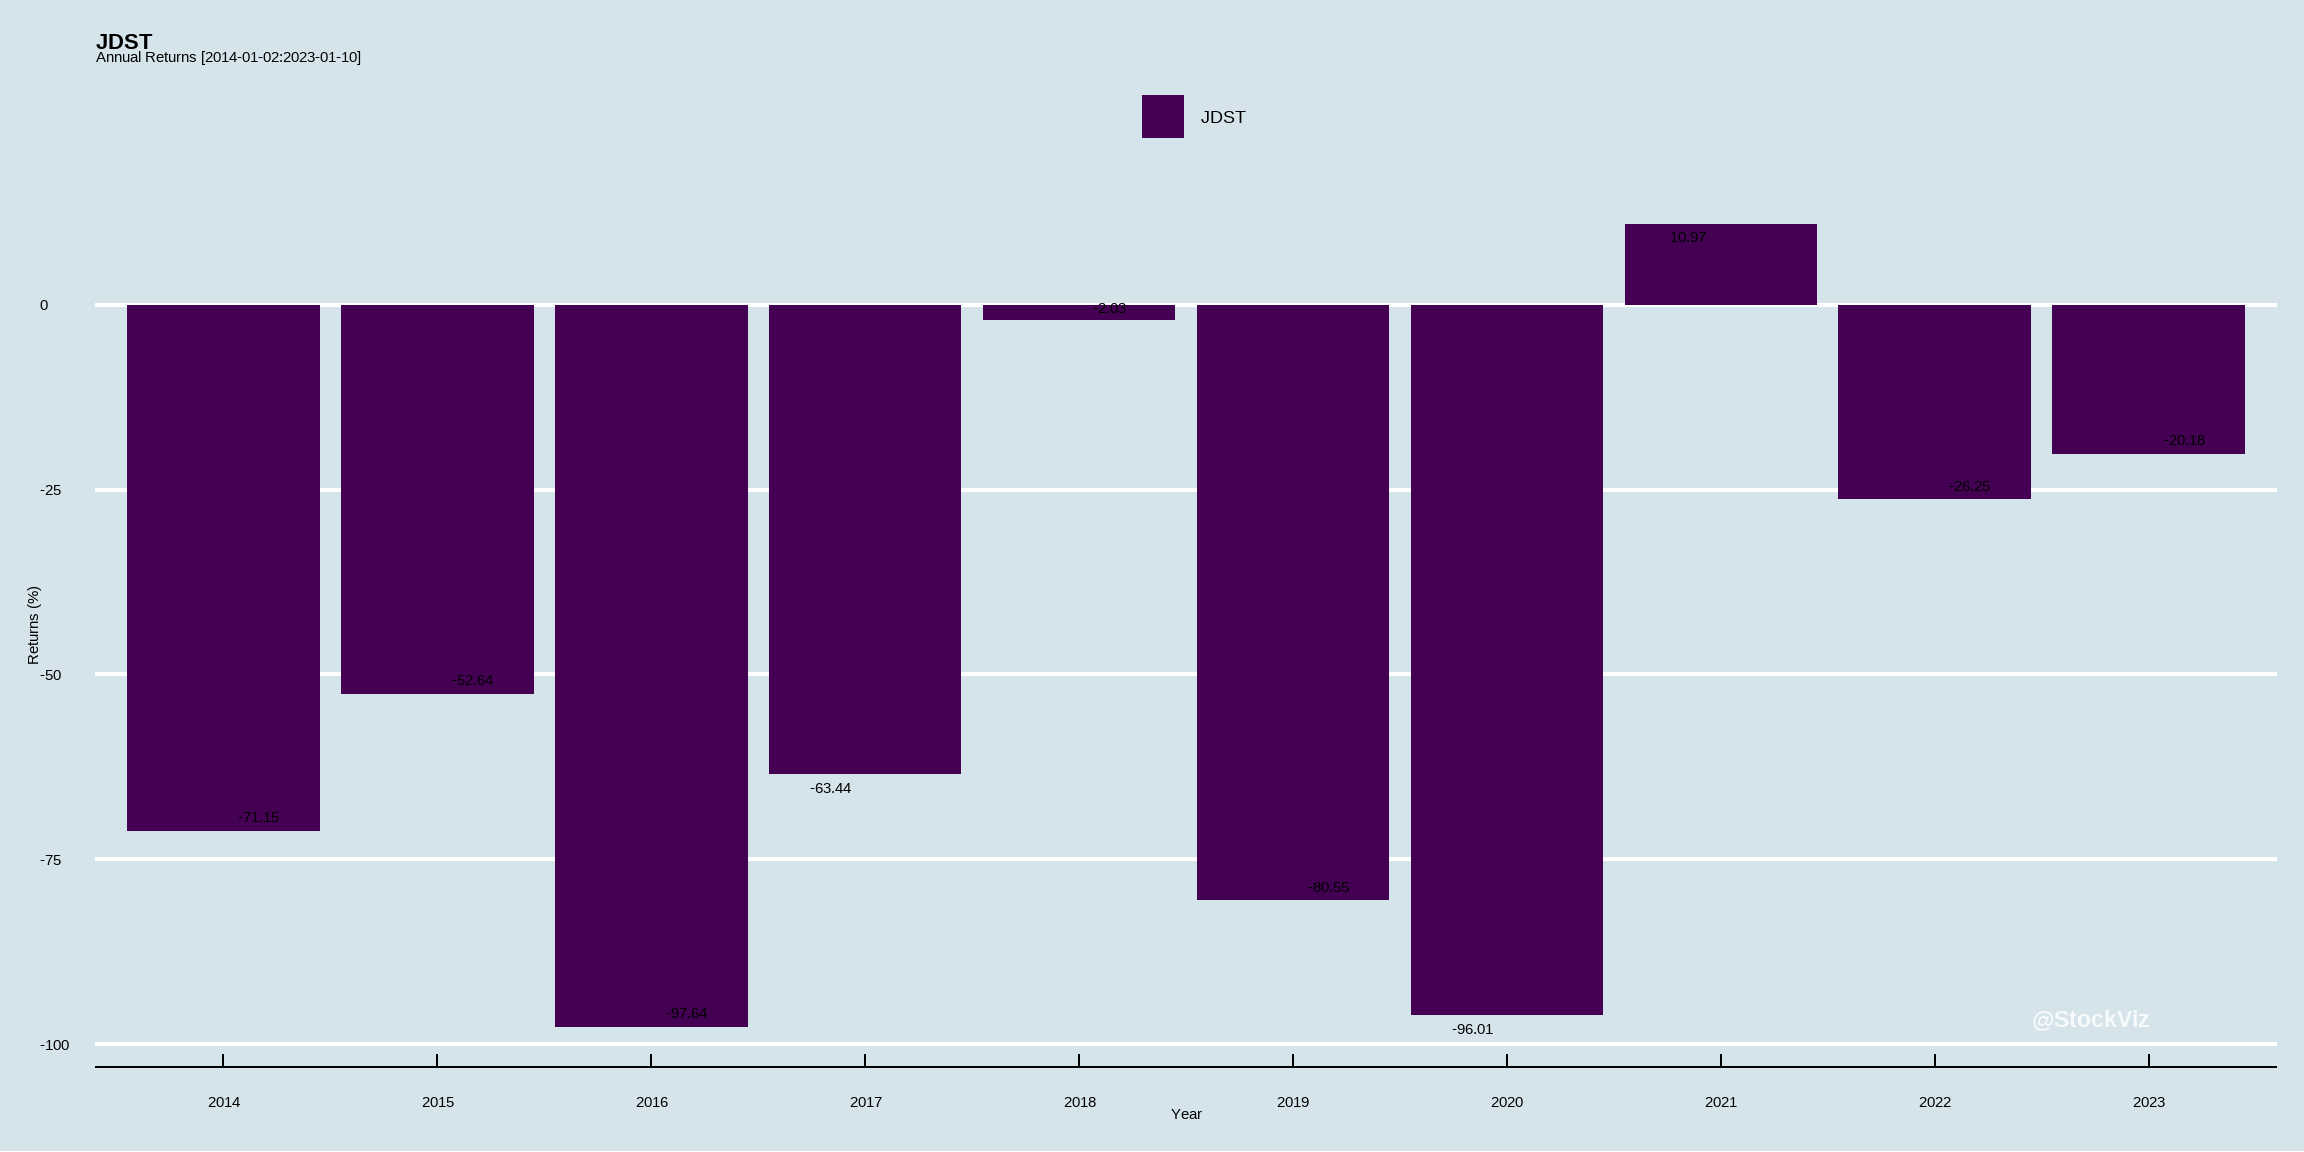 JDST
Annual Returns [2014-01-02:2023-01-10]
JDST
10.97
0
-2.03
-20.18
-25
-26.25
Returns (%)
-50
-52.64
-63.44
-71.15
-75
-80.55
-97.64
@StockViz
-96.01
-100
2014 2015 2016 2017 2018 2019 2020 2021 2022 2023
Year